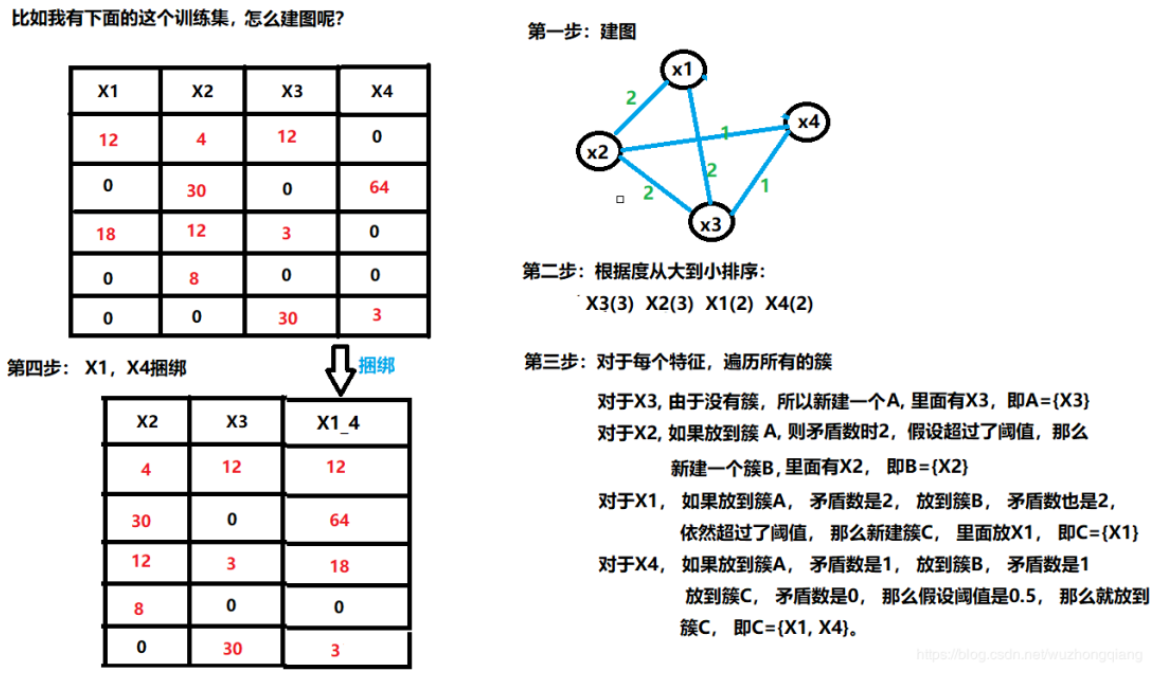 比如我有下面的这个训练集，怎么建图呢？
X1 X2 X3 X4
12 4 12 0
0 30 0 64
18 12 3 0
0 8 0 0
0 0 30 3
第四步： X1，X4捆绑
捆绑
X2 X3 X1_4
4 12 12
30 0 64
12 3 18
8 0 0
0 30 3
第一步：建图
x1
2
x4
1
x2
2
1
2
x3
第二步：根据度从大到小排序：
X3(3) X2(3) X1(2) X4(2)
第三步：对于每个特征，遍历所有的簇
对于X3, 由于没有簇，所以新建一个A, 里面有X3，即A={X3}
对于X2, 如果放到簇 A, 则矛盾数时2，假设超过了阈值，那么
新建一个簇B, 里面有X2， 即B={X2}
对于X1， 如果放到簇A， 矛盾数是2， 放到簇B， 矛盾数也是2，
依然超过了阈值， 那么新建簇C， 里面放X1， 即C={X1}
对于X4， 如果放到簇A， 矛盾数是1， 放到簇B， 矛盾数是1
放到簇C， 矛盾数是0， 那么假设阈值是0.5， 那么就放到
簇C， 即C={X1, X4}。
https://blog.csdn.net/wuzhongqiang